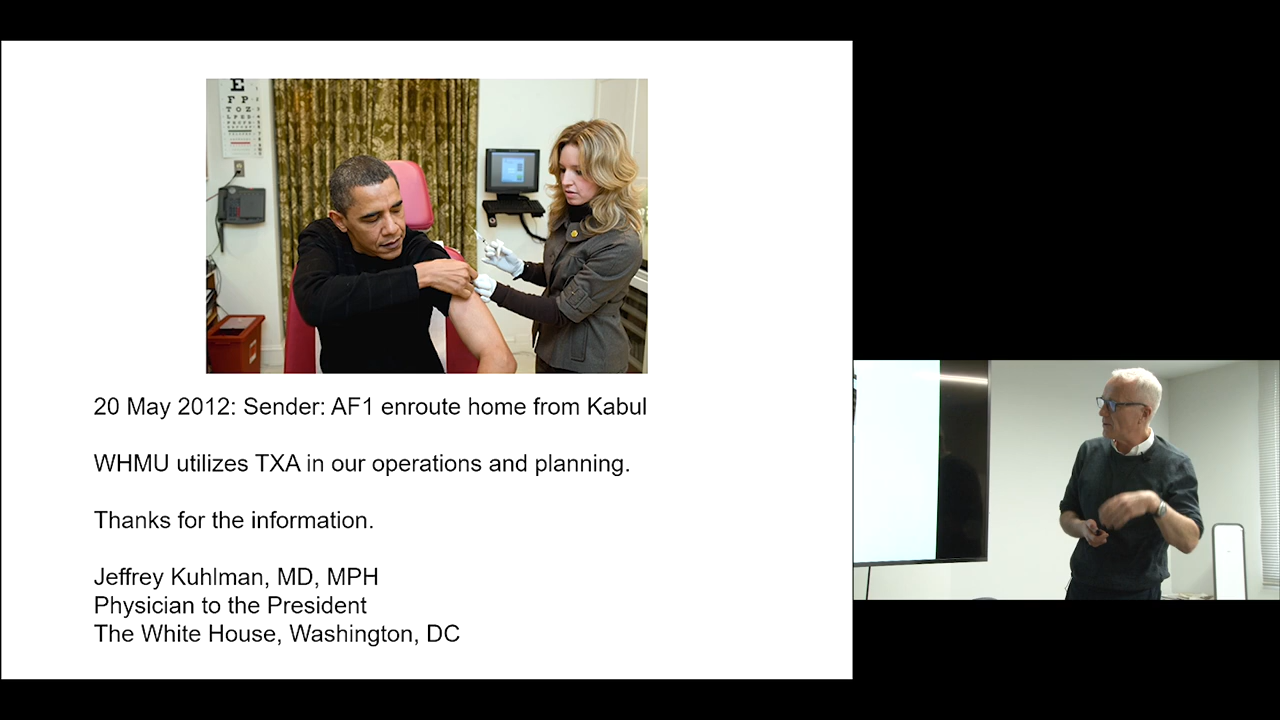 E
F P
T O Z
L P E D
20 May 2012: Sender: AF1 enroute home from Kabul
WHMU utilizes TXA in our operations and planning.
Thanks for the information.
Jeffrey Kuhlman, MD, MPH
Physician to the President
The White House, Washington, DC